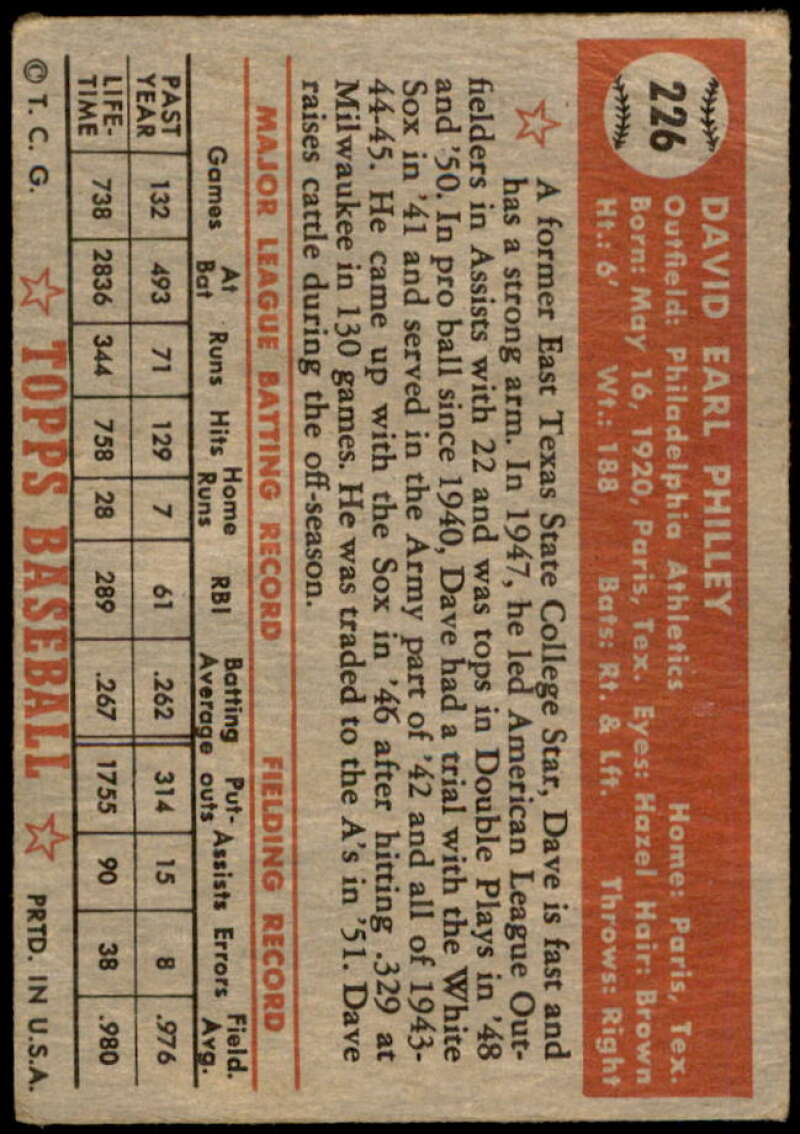 226
DAVID EARL PHILLEY
Outfield: Philadelphia Athletics Home: Paris, Tex.
Born: May 16, 1920, Paris, Tex. Eyes: Hazel Hair: Brown
Ht.: 6' Wt.: 188 Bats: Rt. & Lft. Throws: Right
A former East Texas State College Star, Dave is fast and
has a strong arm. In 1947, he led American League Out-
fielders in Assists with 22 and was tops in Double Plays in '48
and '50. In pro ball since 1940, Dave had a trial with the White
Sox in '41 and served in the Army part of '42 and all of 1943-
44-45. He came up with the Sox in '46 after hitting .329 at
Milwaukee in 130 games. He was traded to the A's in '51. Dave
raises cattle during the off-season.
MAJOR LEAGUE BATTING RECORD FIELDING RECORD
Games At Bat Runs Hits Home Runs RBI Batting Average Put-outs Assists Errors Field. Avg.
PAST YEAR 132 493 71 129 7 61 .262 314 15 8 .976
LIFE-TIME 738 2836 344 758 28 289 .267 1755 90 38 .980
© T. C. G. TOPPS BASEBALL PRTD. IN U.S.A.